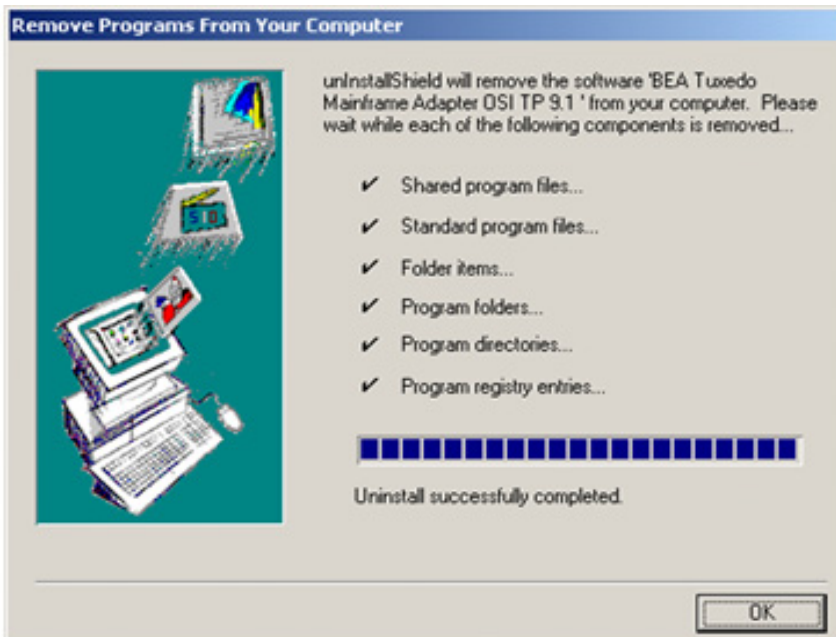 Remove Programs From Your Computer
unInstallShield will remove the software 'BEA Tuxedo
Mainframe Adapter OSI TP 9.1 ' from your computer. Please
wait while each of the following components is removed...
✔ Shared program files...
✔ Standard program files...
✔ Folder items...
✔ Program folders...
✔ Program directories...
✔ Program registry entries...
Uninstall successfully completed.
OK